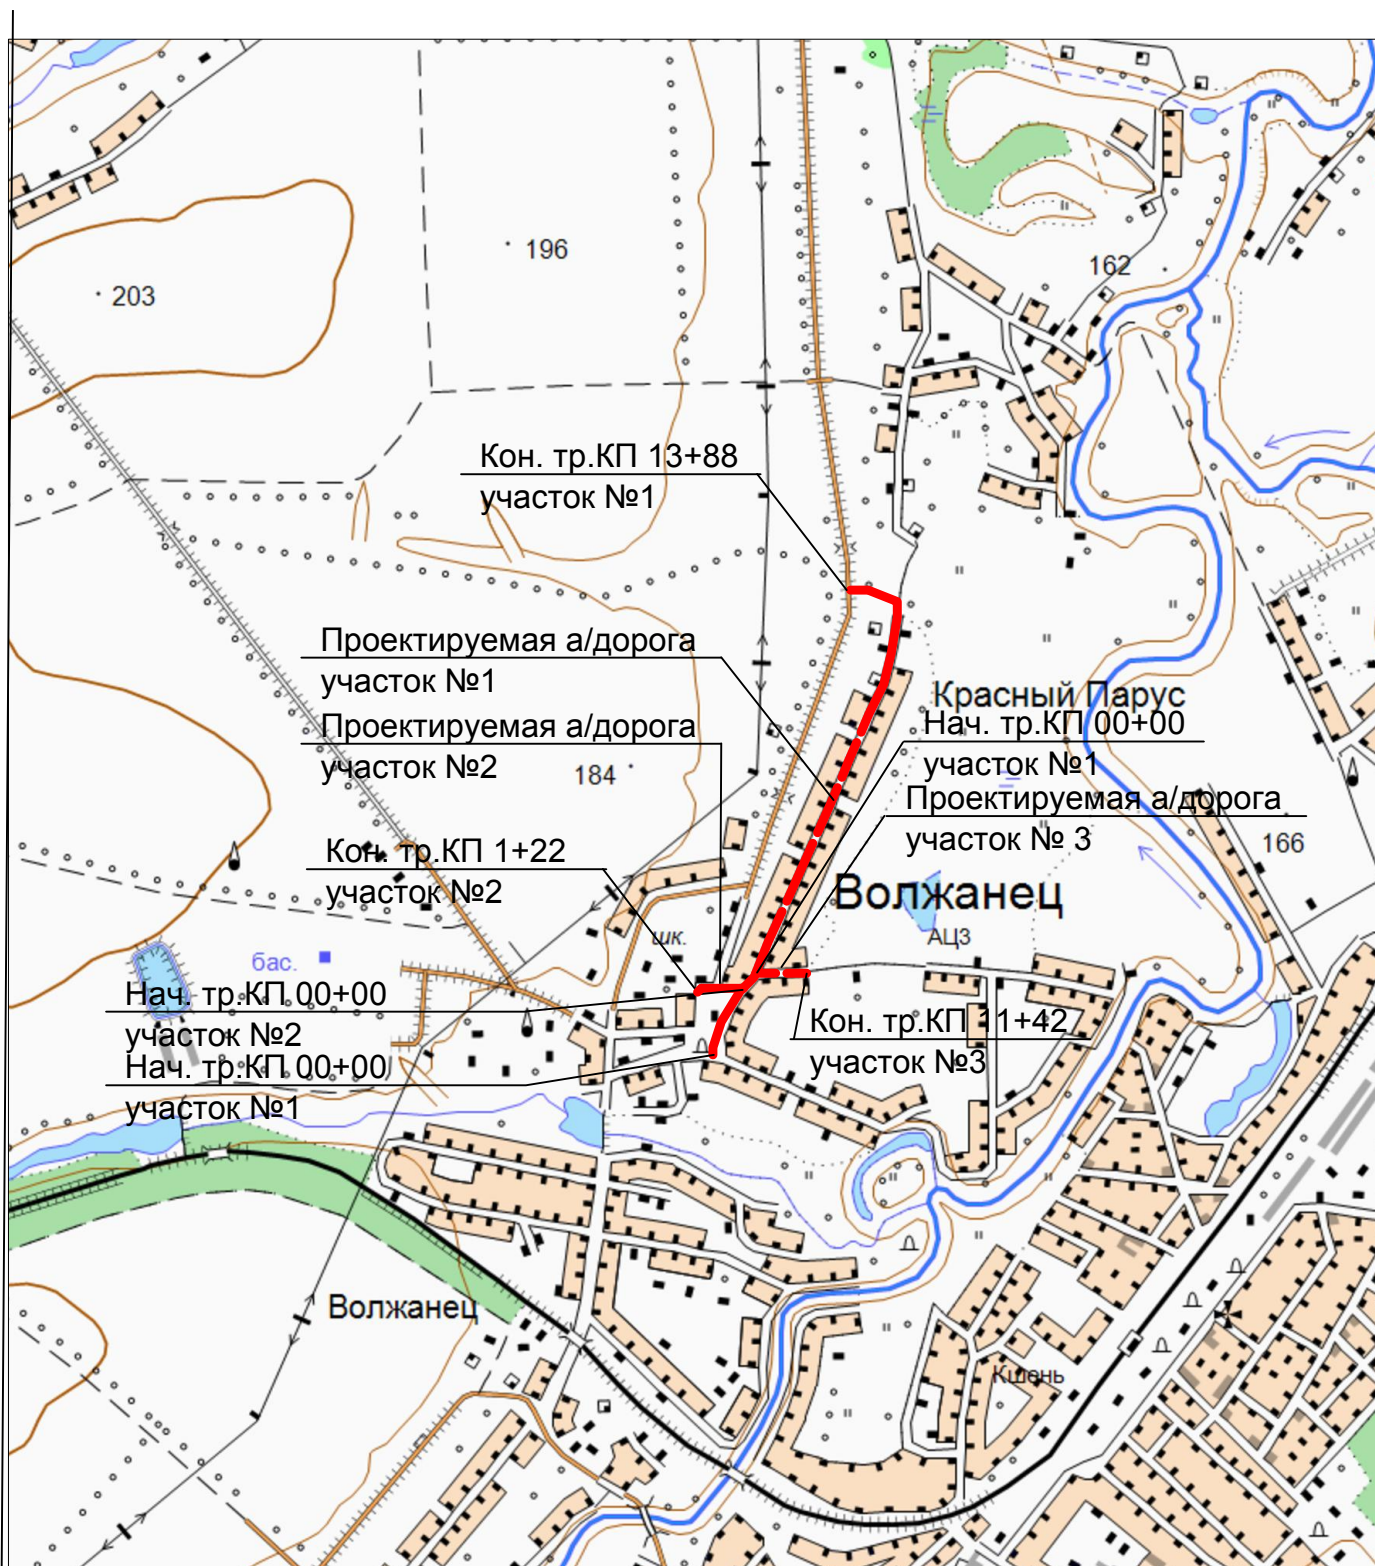 196
203
162
Кон. тр.КП 13+88
участок №1
Проектируемая а/дорога
участок №1
Красный Парус
Проектируемая а/дорога
участок №2
Нач. тр.КП 00+00
участок №1
184
Проектируемая а/дорога
участок № 3
166
Кон. тр.КП 1+22
участок №2
Волжанец
шк.
АЦЗ
бас.
Нач. тр.КП 00+00
участок №2
Кон. тр.КП 11+42
участок №3
Нач. тр.КП 00+00
участок №1
Волжанец
Кшень